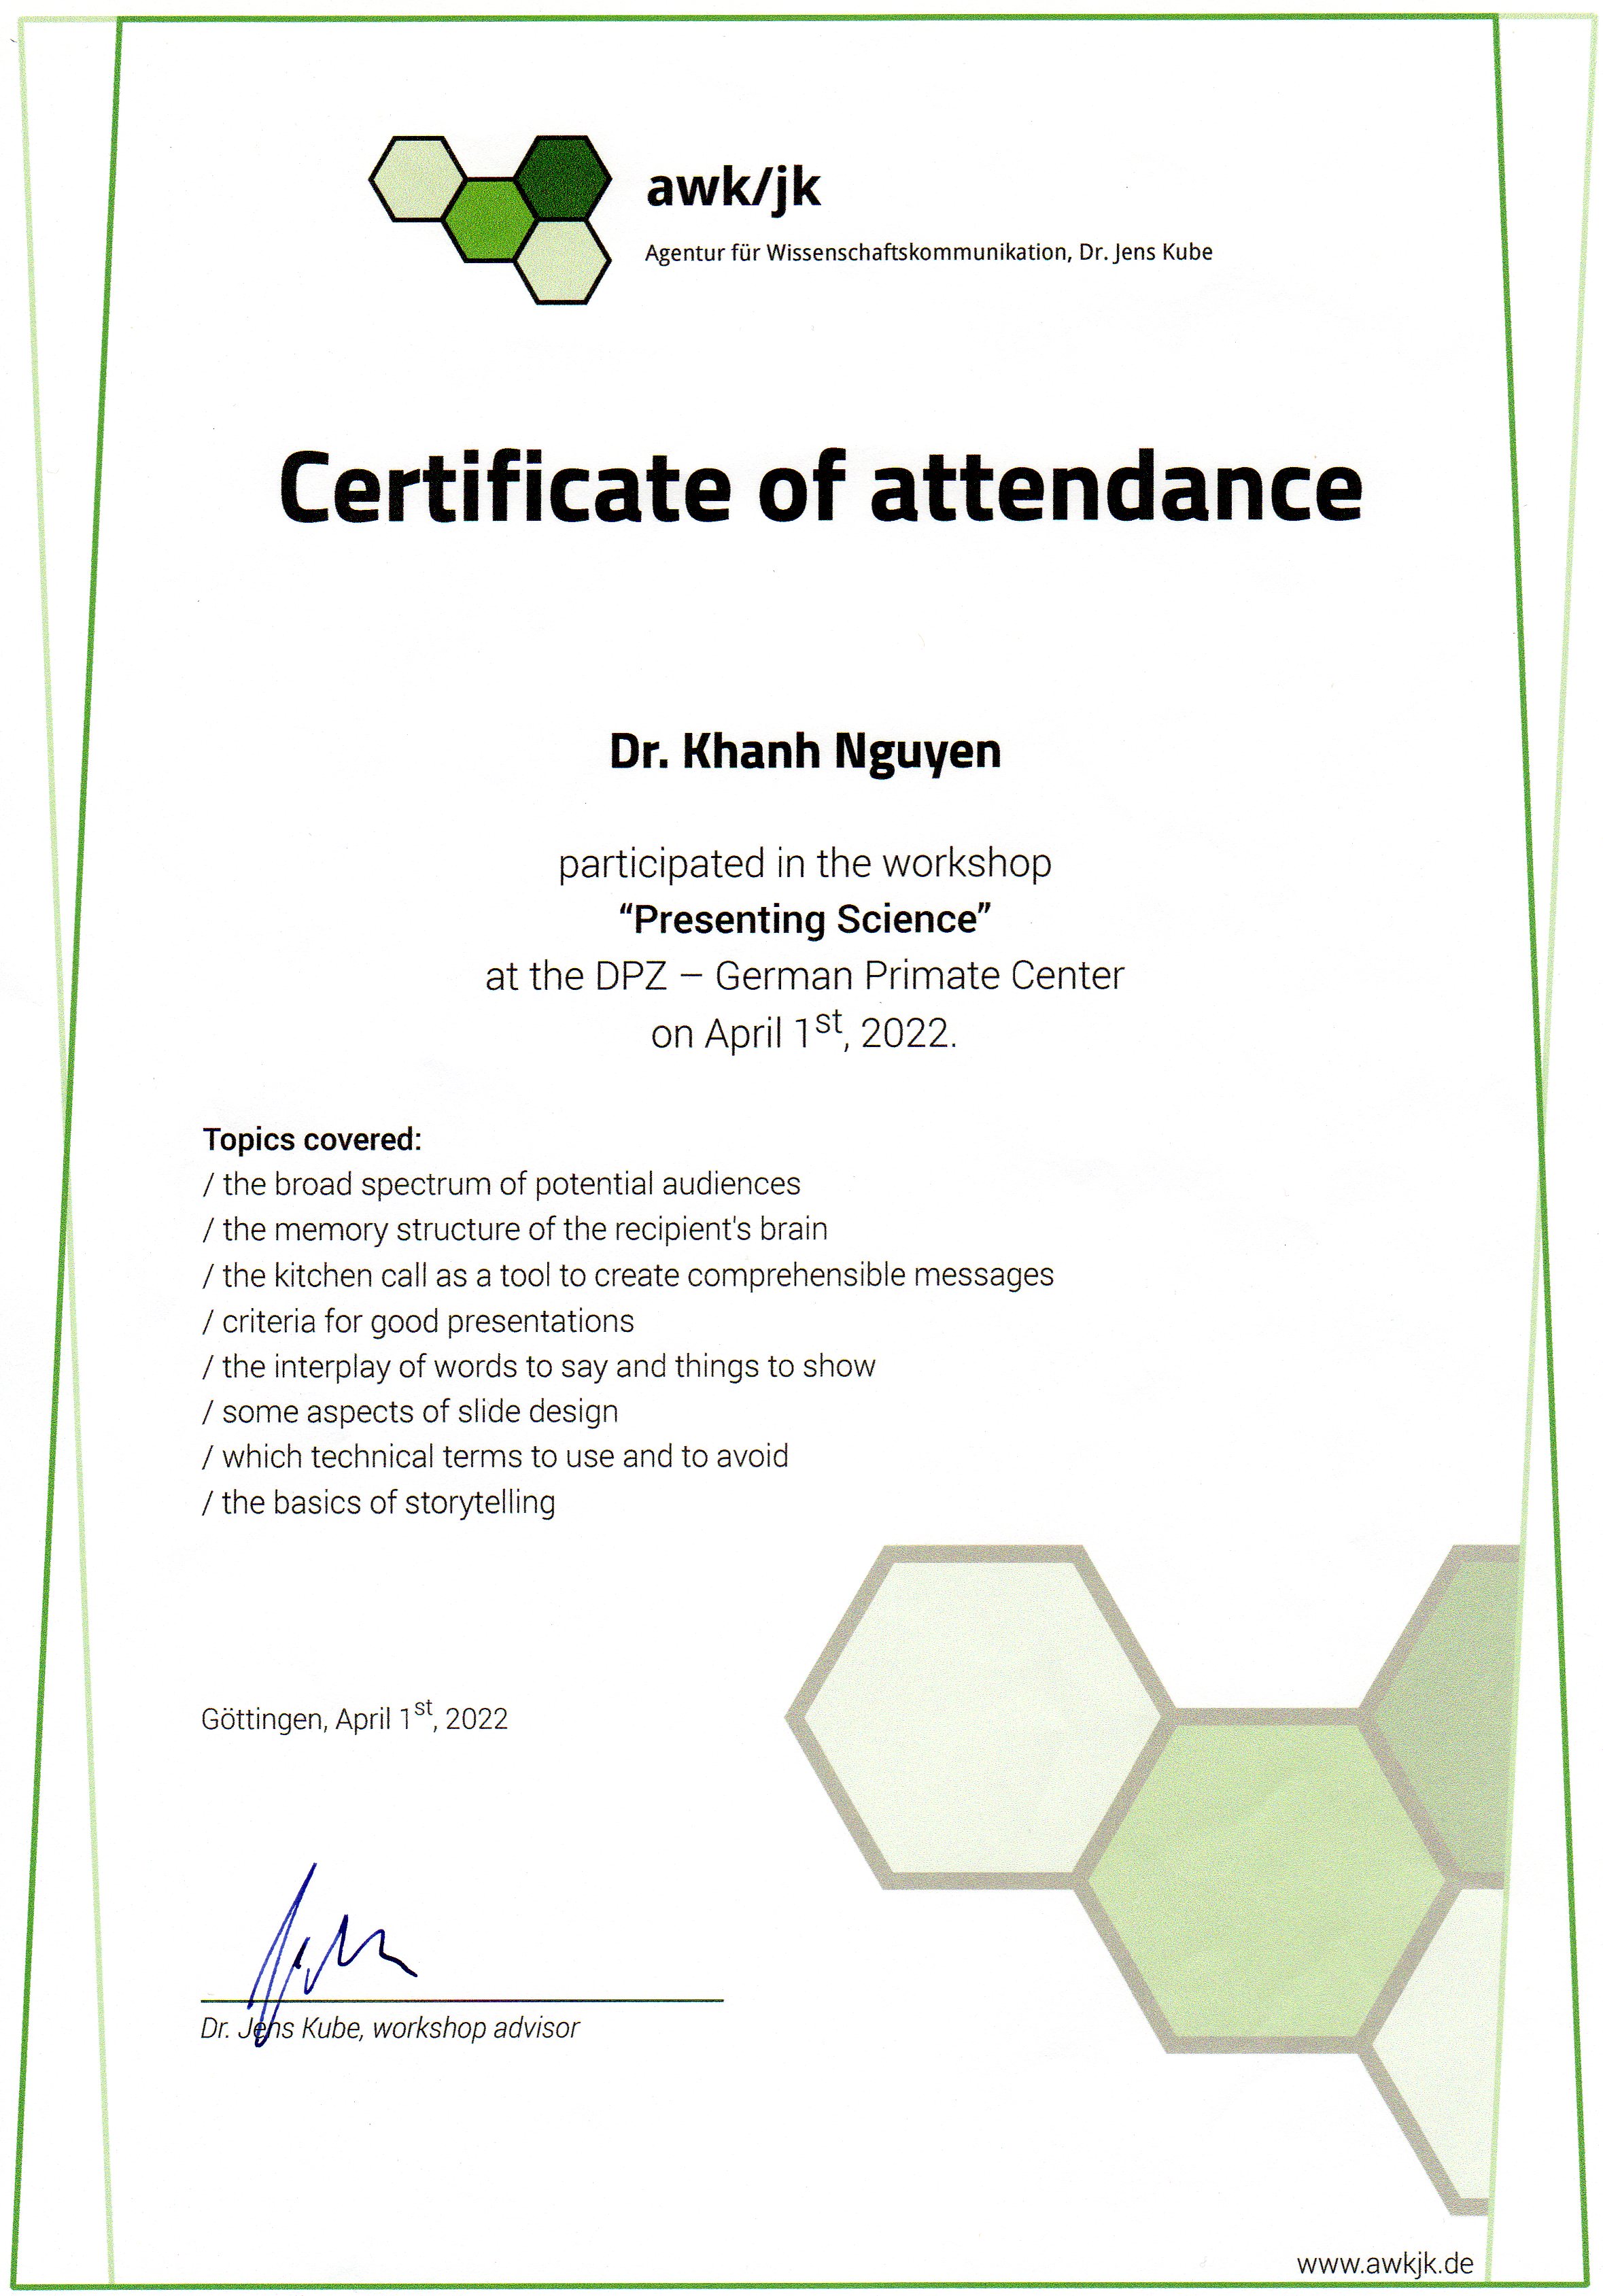 awk/jk
Agentur für Wissenschaftskommunikation, Dr. Jens Kube
Certificate of attendance
Dr. Khanh Nguyen
participated in the workshop
“Presenting Science”
at the DPZ – German Primate Center
on April 1st, 2022.
Topics covered:
/ the broad spectrum of potential audiences
/ the memory structure of the recipient's brain
/ the kitchen call as a tool to create comprehensible messages
/ criteria for good presentations
/ the interplay of words to say and things to show
/ some aspects of slide design
/ which technical terms to use and to avoid
/ the basics of storytelling
Göttingen, April 1st, 2022
Dr. Jens Kube, workshop advisor
www.awkjk.de